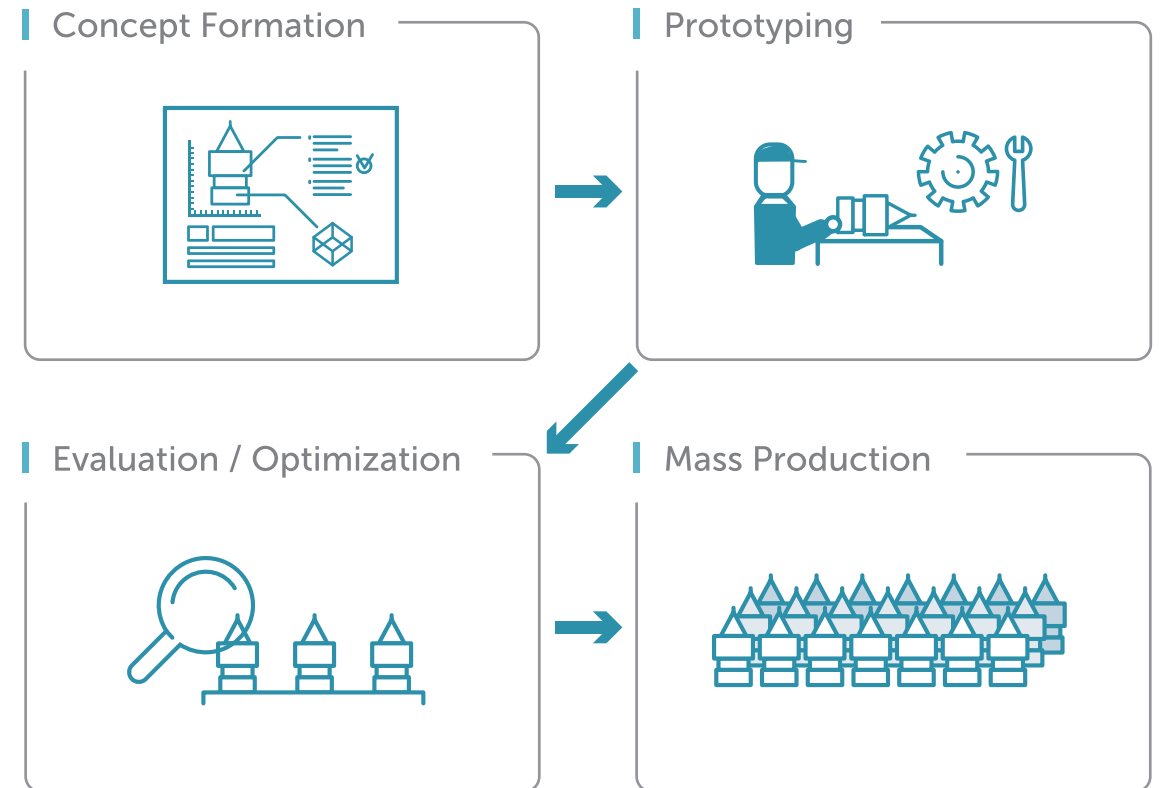 Concept Formation
Prototyping
Evaluation / Optimization
Mass Production